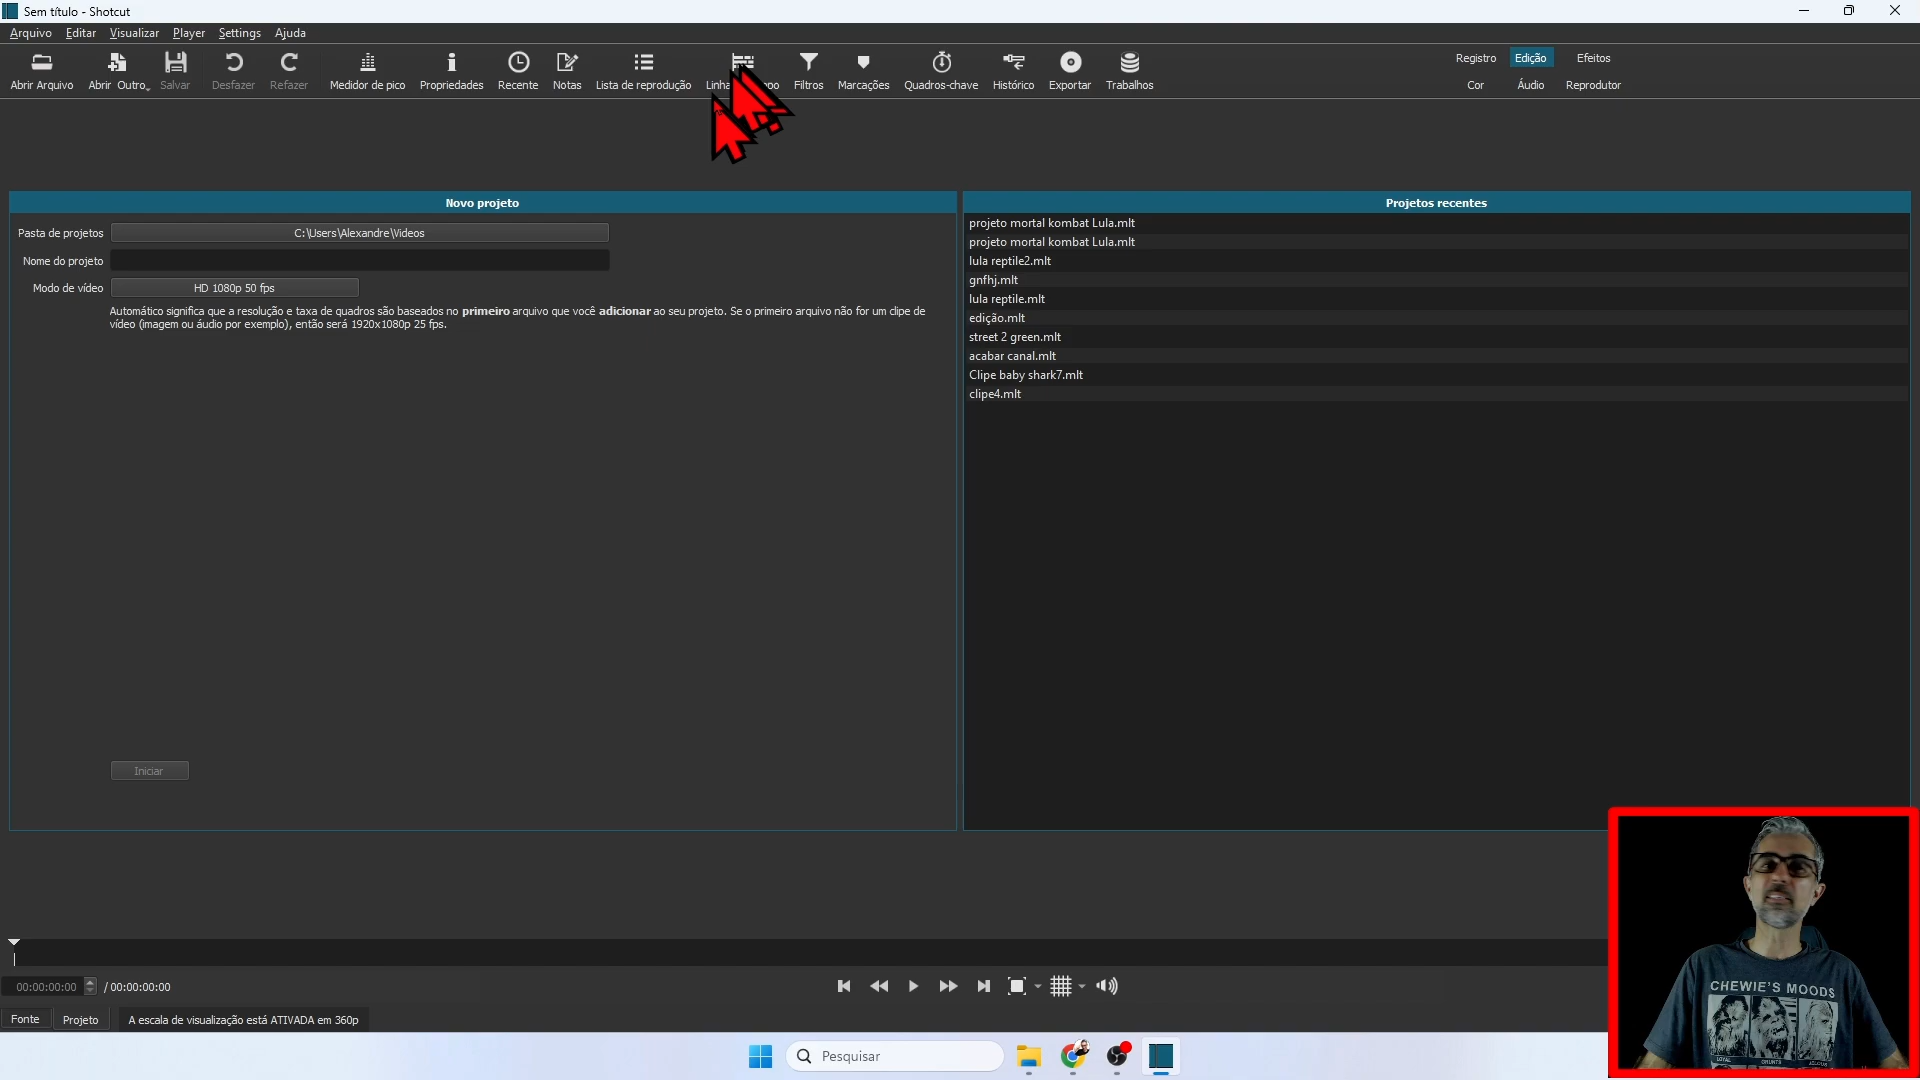 Sem título - Shotcut
Arquivo Editar Visualizar Player Settings Ajuda
Abrir Arquivo Abrir Outro Salvar Desfazer Refazer Medidor de pico Propriedades Recente Notas Lista de reprodução Linha Filtros Marcações Quadros-chave Histórico Exportar Trabalhos
Registro Edição Efeitos
Cor Áudio Reprodutor
Novo projeto
Pasta de projetos C:\Users\Alexandre\Videos
Nome do projeto
Modo de vídeo HD 1080p 50 fps
Automático significa que a resolução e taxa de quadros são baseados no primeiro arquivo que você adicionar ao seu projeto. Se o primeiro arquivo não for um clipe de
vídeo (imagem ou áudio por exemplo), então será 1920x1080p 25 fps.
Iniciar
Projetos recentes
projeto mortal kombat Lula.mlt
projeto mortal kombat Lula.mlt
lula reptile2.mlt
gnfhj.mlt
lula reptile.mlt
edição.mlt
street 2 green.mlt
acabar canal.mlt
Clipe baby shark7.mlt
clipe4.mlt
00:00:00:00 / 00:00:00:00
Fonte Projeto A escala de visualização está ATIVADA em 360p
Pesquisar
CHEWIE'S MOODS
LOYAL GRUNTS JEALOUS